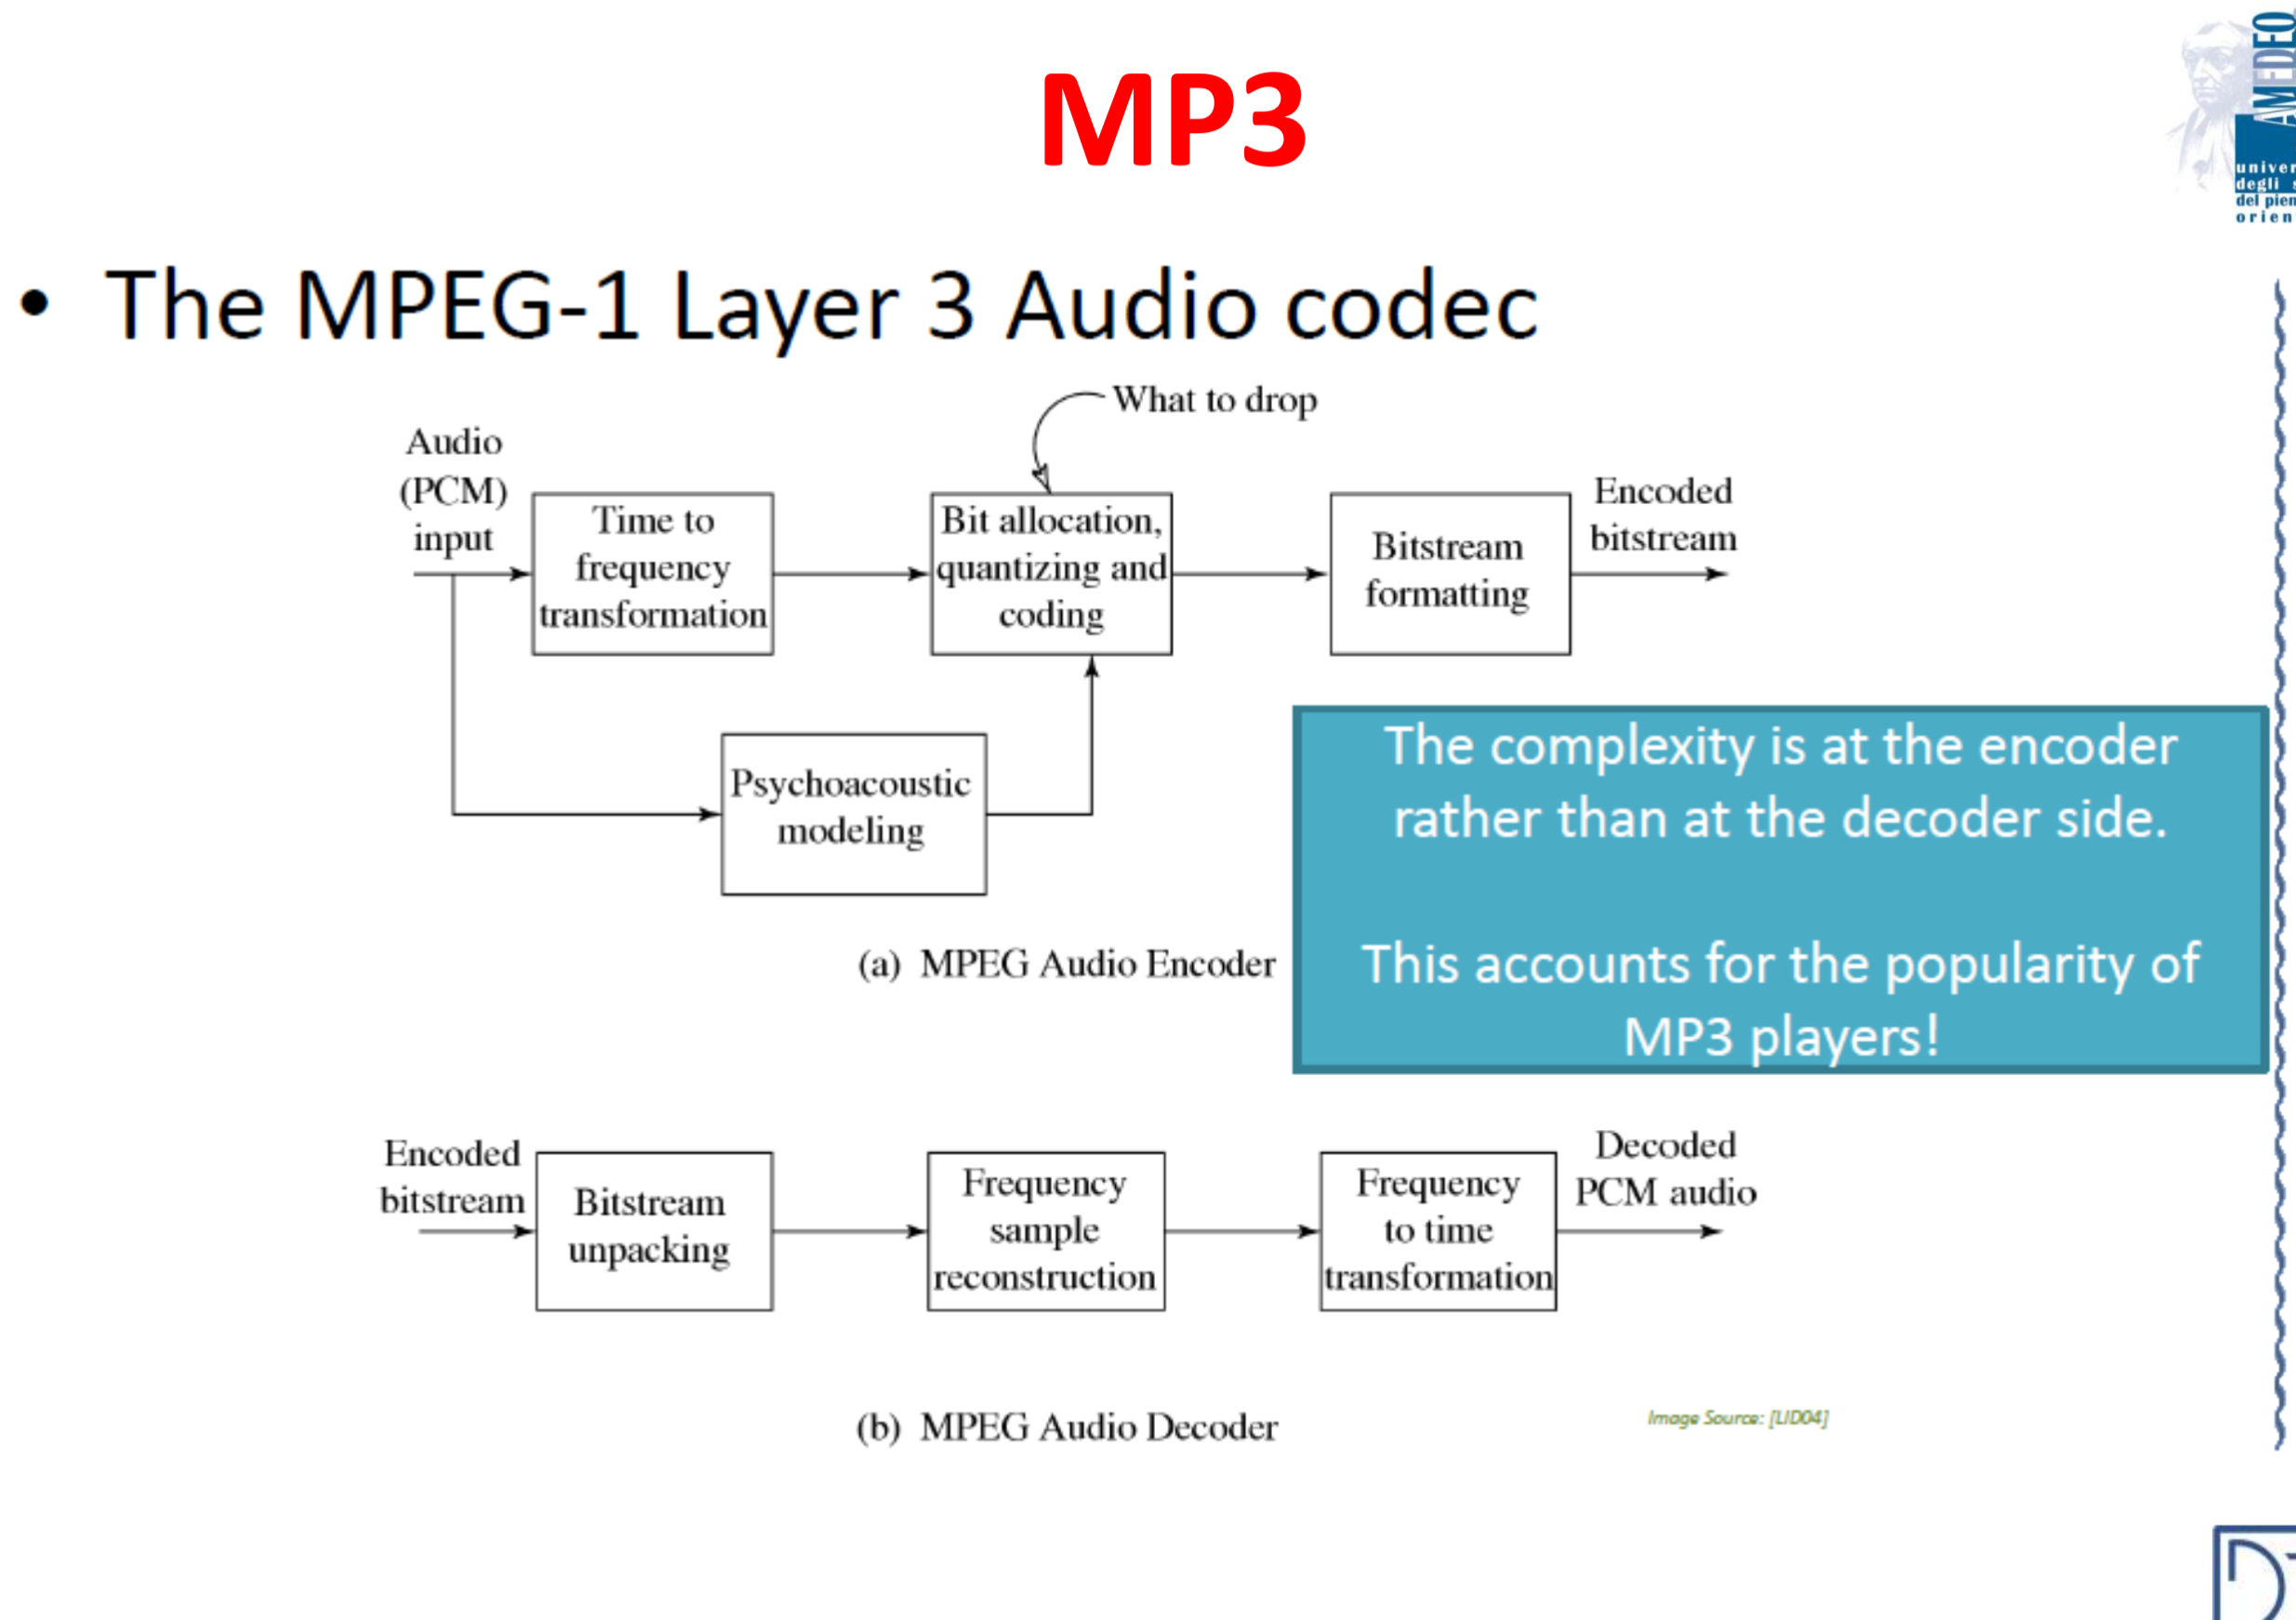 MP3
AMEDEO
• The MPEG-1 Layer 3 Audio codec
What to drop
Audio
(PCM)
input
Time to
frequency
transformation
Bit allocation,
quantizing and
coding
Bitstream
formatting
Encoded
bitstream
Psychoacoustic
modeling
(a) MPEG Audio Encoder
The complexity is at the encoder
rather than at the decoder side.
This accounts for the popularity of
MP3 players!
Encoded
bitstream
Bitstream
unpacking
Frequency
sample
reconstruction
Frequency
to time
transformation
Decoded
PCM audio
(b) MPEG Audio Decoder
Image Source: [LID04]